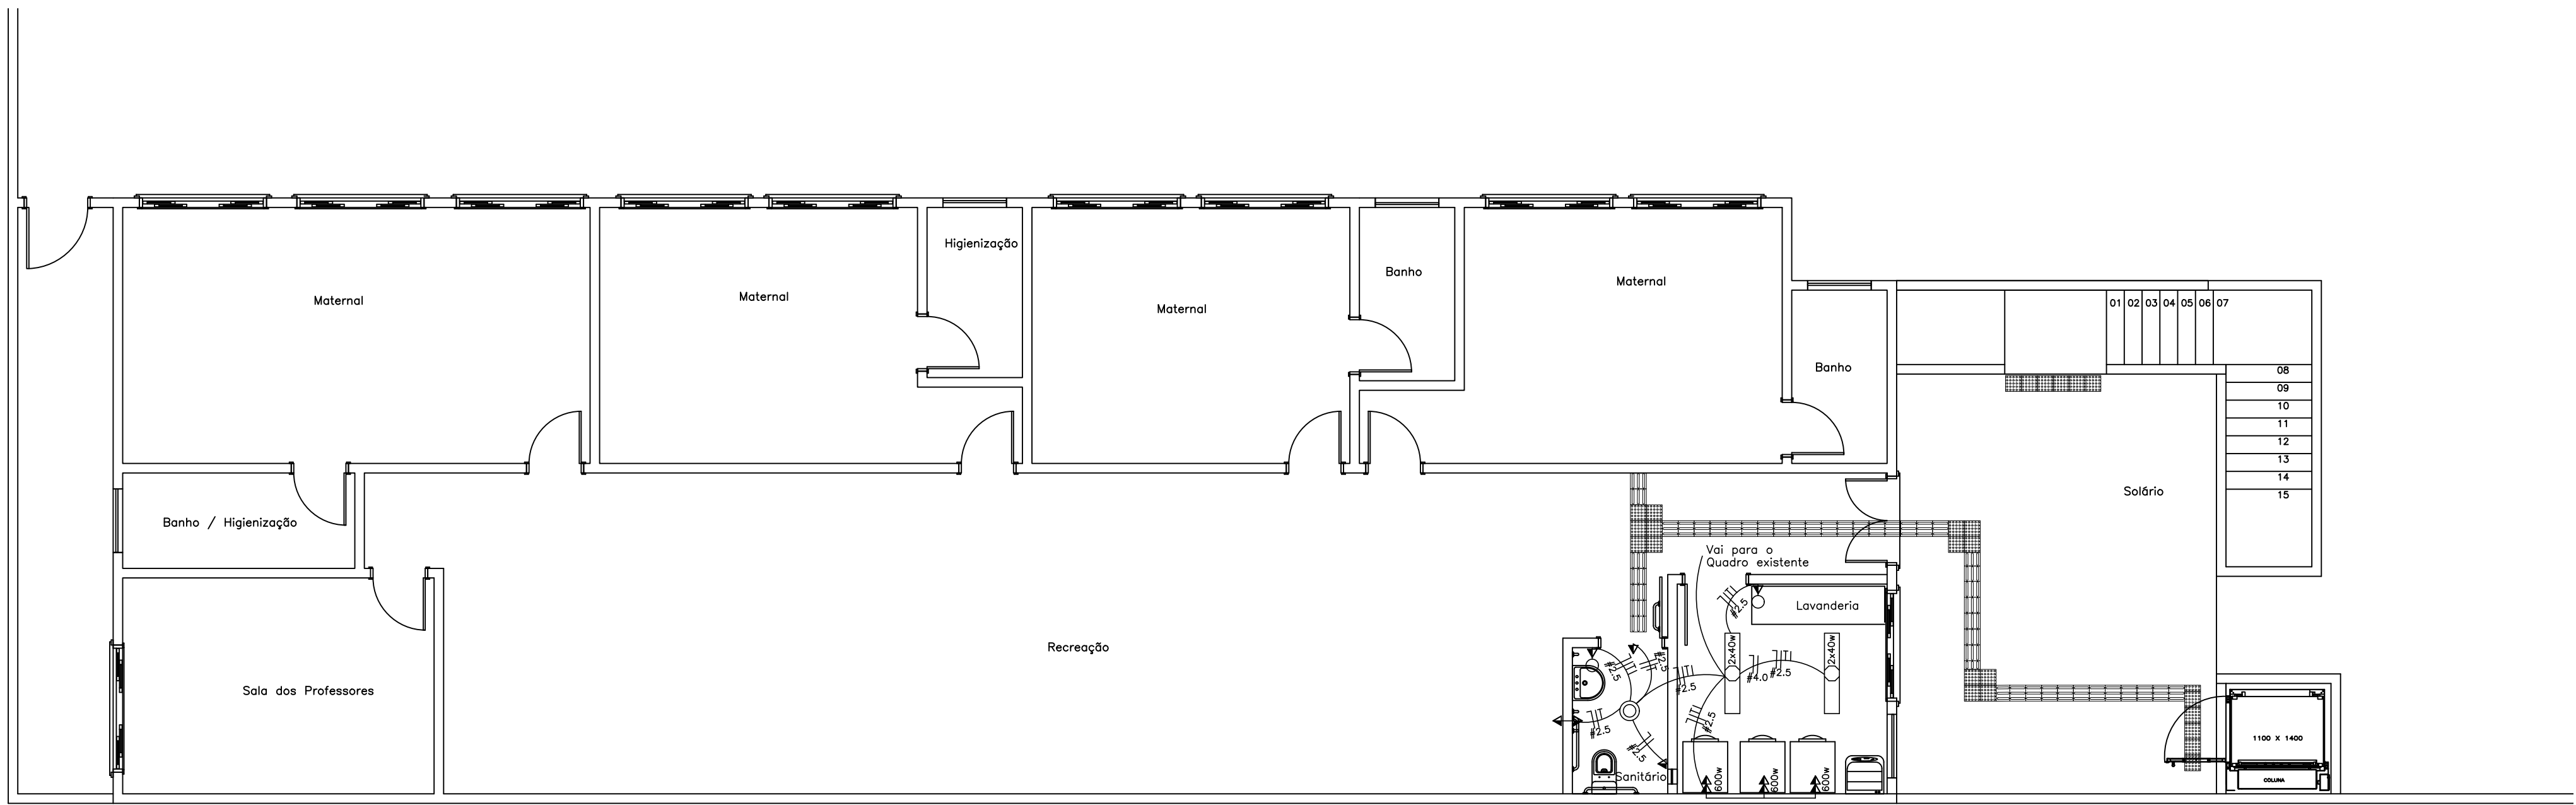 Higienização
Banho
Maternal
Maternal
Maternal
Maternal
01 02 03 04 05 06 07
Banho
08
09
10
11
12
13
14
15
Solário
Banho / Higienização
Vai para o
Quadro existente
Lavanderia
#2.5
2x40w
2x40w
Recreação
#2.5
#2.5
#2.5
#4.0
#2.5
Sala dos Professores
#2.5
#2.5
#2.5
1100 X 1400
Sanitário
600w
600w
600w
COLUNA